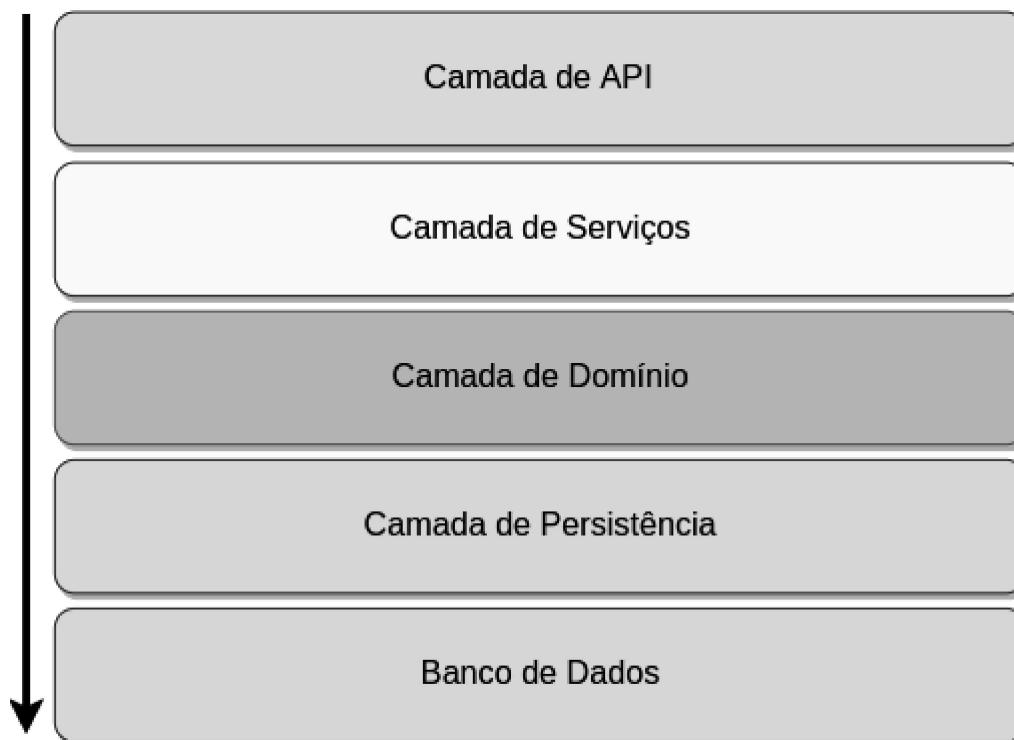 Camada de API
Camada de Serviços
Camada de Domínio
Camada de Persistência
Banco de Dados